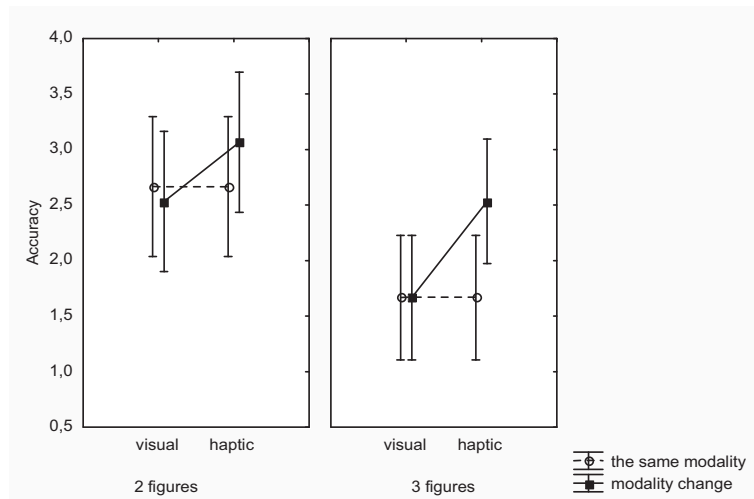 Accuracy
4,0
3,5
3,0
2,5
2,0
1,5
1,0
0,5
visual haptic
visual haptic
2 figures
3 figures
the same modality
modality change